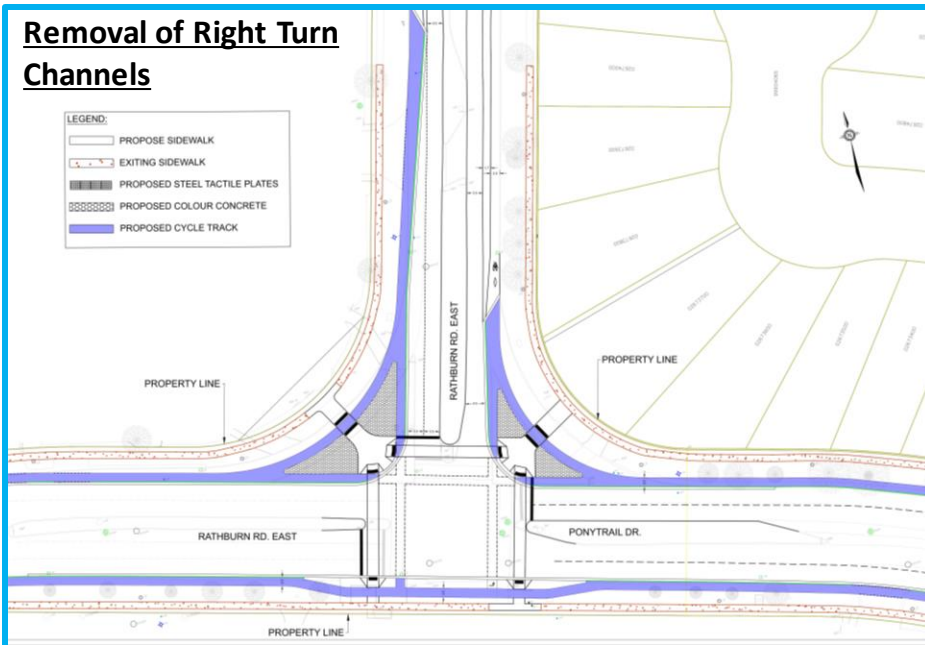 Removal of Right Turn
Channels
LEGEND:
PROPOSE SIDEWALK
EXITING SIDEWALK
PROPOSED STEEL TACTILE PLATES
PROPOSED COLOUR CONCRETE
PROPOSED CYCLE TRACK
RATHBURN RD. EAST
PROPERTY LINE
PROPERTY LINE
RATHBURN RD. EAST
PONYTRAIL DR.
PROPERTY LINE